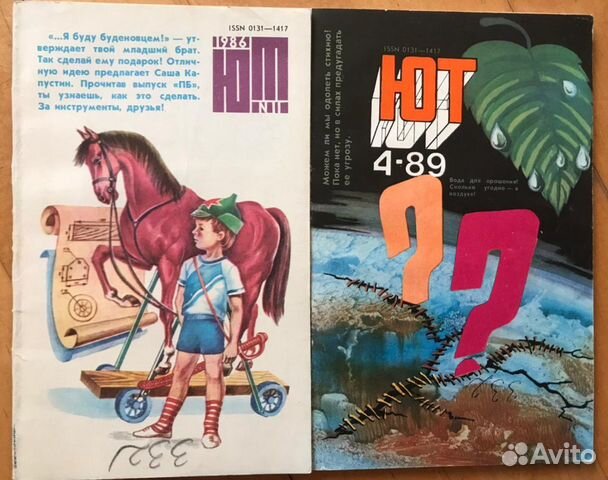 ISSN 0131—1417
«...Я буду буденовцем!» — ут-
верждает твой младший брат.
Так сделай ему подарок! Отлич-
ную идею предлагает Саша Ка-
пустин. Прочитав выпуск «ПБ»,
ты узнаешь, как это сделать.
За инструменты, друзья!
1986
ЮТ
N11
332
ISSN 0131—1417
ЮТ
4-89
Можем ли мы одолеть стихию?
Пока нет, но в силах предугадать
ее угрозу.
Вода для орошения!
Сколько угодно — в
воздухе!
? ?
332
Avito